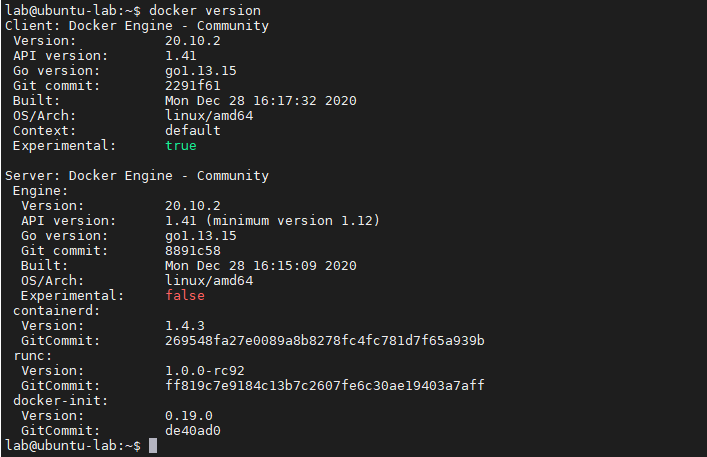 lab@ubuntu-lab:~$ docker version
Client: Docker Engine - Community
 Version:           20.10.2
 API version:       1.41
 Go version:        go1.13.15
 Git commit:        2291f61
 Built:             Mon Dec 28 16:17:32 2020
 OS/Arch:           linux/amd64
 Context:           default
 Experimental:      true

Server: Docker Engine - Community
 Engine:
  Version:          20.10.2
  API version:      1.41 (minimum version 1.12)
  Go version:       go1.13.15
  Git commit:       8891c58
  Built:            Mon Dec 28 16:15:09 2020
  OS/Arch:          linux/amd64
  Experimental:     false
 containerd:
  Version:          1.4.3
  GitCommit:        269548fa27e0089a8b8278fc4fc781d7f65a939b
 runc:
  Version:          1.0.0-rc92
  GitCommit:        ff819c7e9184c13b7c2607fe6c30ae19403a7aff
 docker-init:
  Version:          0.19.0
  GitCommit:        de40ad0
lab@ubuntu-lab:~$